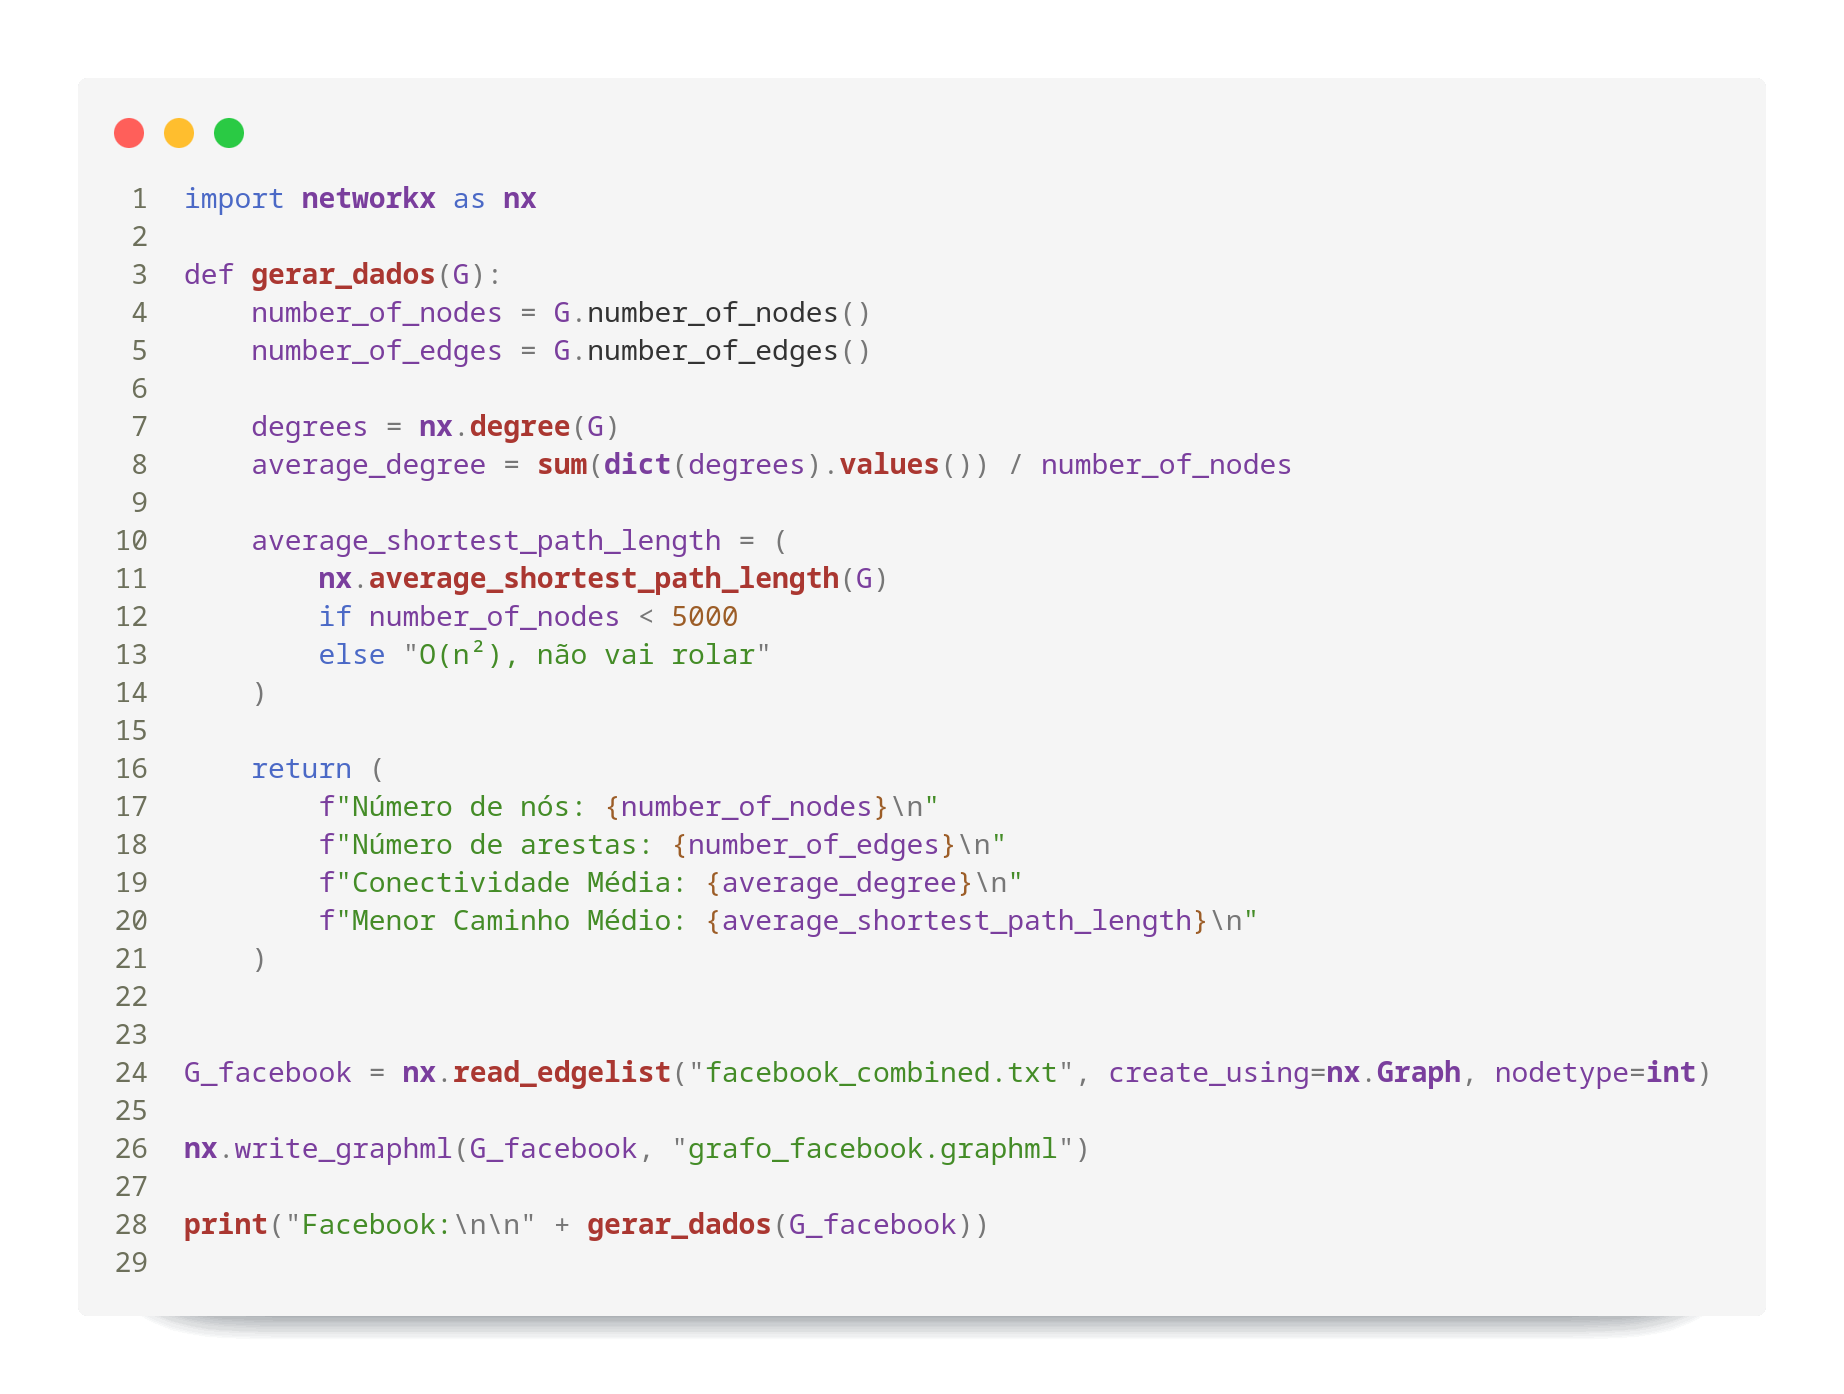 1 import networkx as nx
2
3 def gerar_dados(G):
4     number_of_nodes = G.number_of_nodes()
5     number_of_edges = G.number_of_edges()
6
7     degrees = nx.degree(G)
8     average_degree = sum(dict(degrees).values()) / number_of_nodes
9
10     average_shortest_path_length = (
11         nx.average_shortest_path_length(G)
12         if number_of_nodes < 5000
13         else "O(n²), não vai rolar"
14     )
15
16     return (
17         f"Número de nós: {number_of_nodes}\n"
18         f"Número de arestas: {number_of_edges}\n"
19         f"Conectividade Média: {average_degree}\n"
20         f"Menor Caminho Médio: {average_shortest_path_length}\n"
21     )
22
23
24 G_facebook = nx.read_edgelist("facebook_combined.txt", create_using=nx.Graph, nodetype=int)
25
26 nx.write_graphml(G_facebook, "grafo_facebook.graphml")
27
28 print("Facebook:\n\n" + gerar_dados(G_facebook))
29